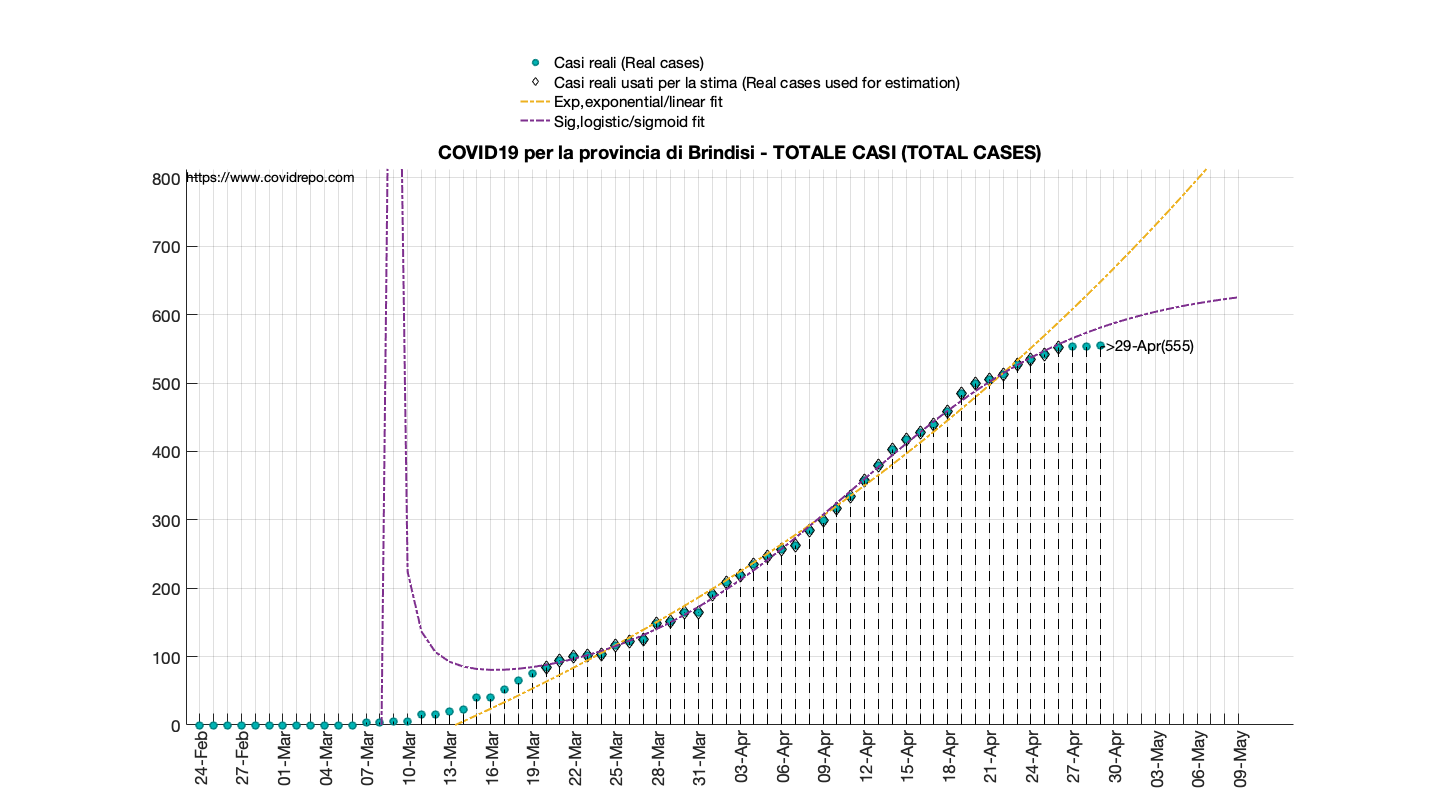 Casi reali (Real cases)
Casi reali usati per la stima (Real cases used for estimation)
Exp,exponential/linear fit
Sig,logistic/sigmoid fit
COVID19 per la provincia di Brindisi - TOTALE CASI (TOTAL CASES)
https://www.covidrepo.com
800
700
600
500
400
300
200
100
0
>29-Apr(555)
24-Feb
27-Feb
01-Mar
04-Mar
07-Mar
10-Mar
13-Mar
16-Mar
19-Mar
22-Mar
25-Mar
28-Mar
31-Mar
03-Apr
06-Apr
09-Apr
12-Apr
15-Apr
18-Apr
21-Apr
24-Apr
27-Apr
30-Apr
03-May
06-May
09-May